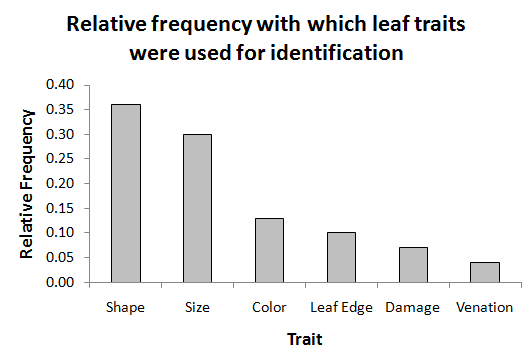 Relative frequency with which leaf traits
were used for identification
Relative Frequency
0.40
0.35
0.30
0.25
0.20
0.15
0.10
0.05
0.00
Shape Size Color Leaf Edge Damage Venation
Trait